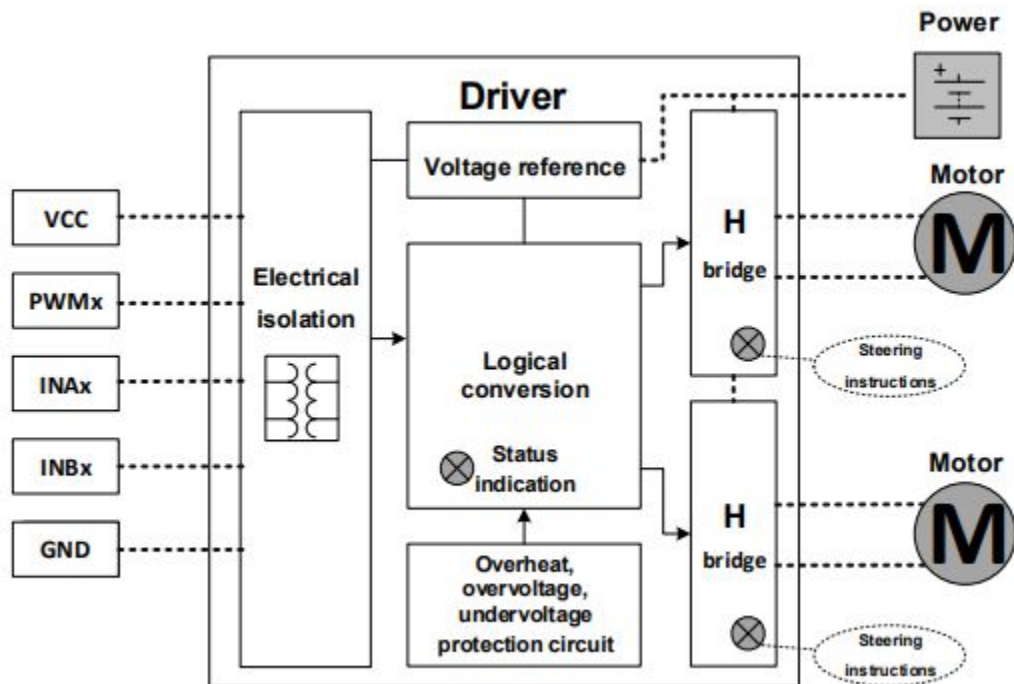 Power
+
Driver
Voltage reference
Motor
M
VCC
PWMx
INAx
INBx
GND
Electrical
isolation
Logical
conversion
Status
indication
H
bridge
Steering
instructions
Motor
M
H
bridge
Overheat,
overvoltage,
undervoltage
protection circuit
Steering
instructions